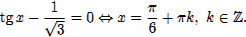 tg x − 1/√3 = 0 ⇔ x = π/6 + πk, k ∈ ℤ.